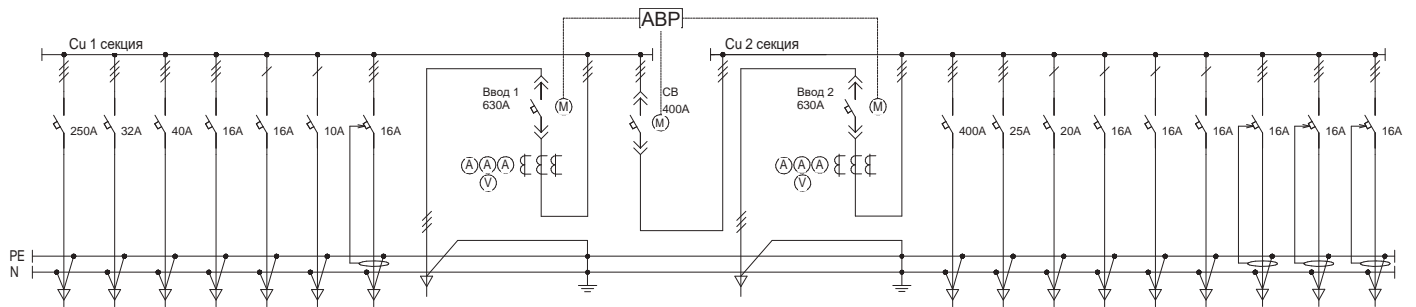 АВР
Cu 1 секция
Cu 2 секция
Ввод 1
630А
М
СВ
400А
М
Ввод 2
630А
М
250А
32А
40А
16А
16А
10А
16А
400А
25А
20А
16А
16А
16А
16А
16А
16А
A A A
V
A A A
V
PE
N